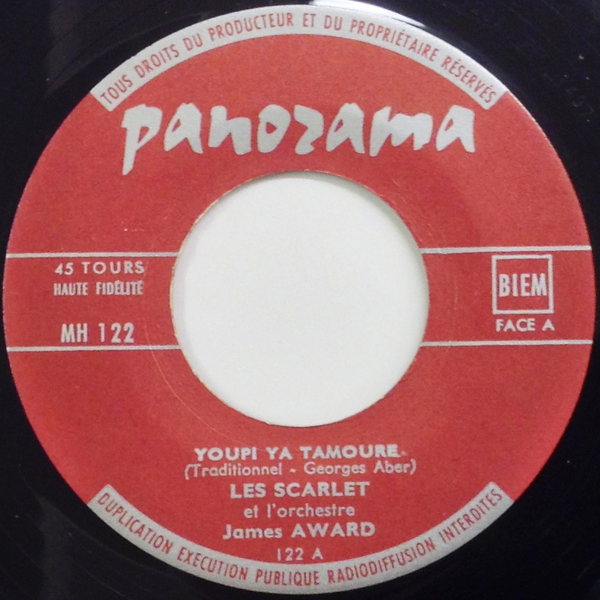 TOUS DROITS DU PRODUCTEUR ET DU PROPRIÉTAIRE RÉSERVÉS
panorama
45 TOURS
HAUTE FIDÉLITÉ
MH 122
BIEM
FACE A
YOUPI YA TAMOURE
(Traditionnel - Georges Aber)
LES SCARLET
et l'orchestre
James AWARD
122 A
DUPLICATION EXECUTION PUBLIQUE RADIODIFFUSION INTERDITES